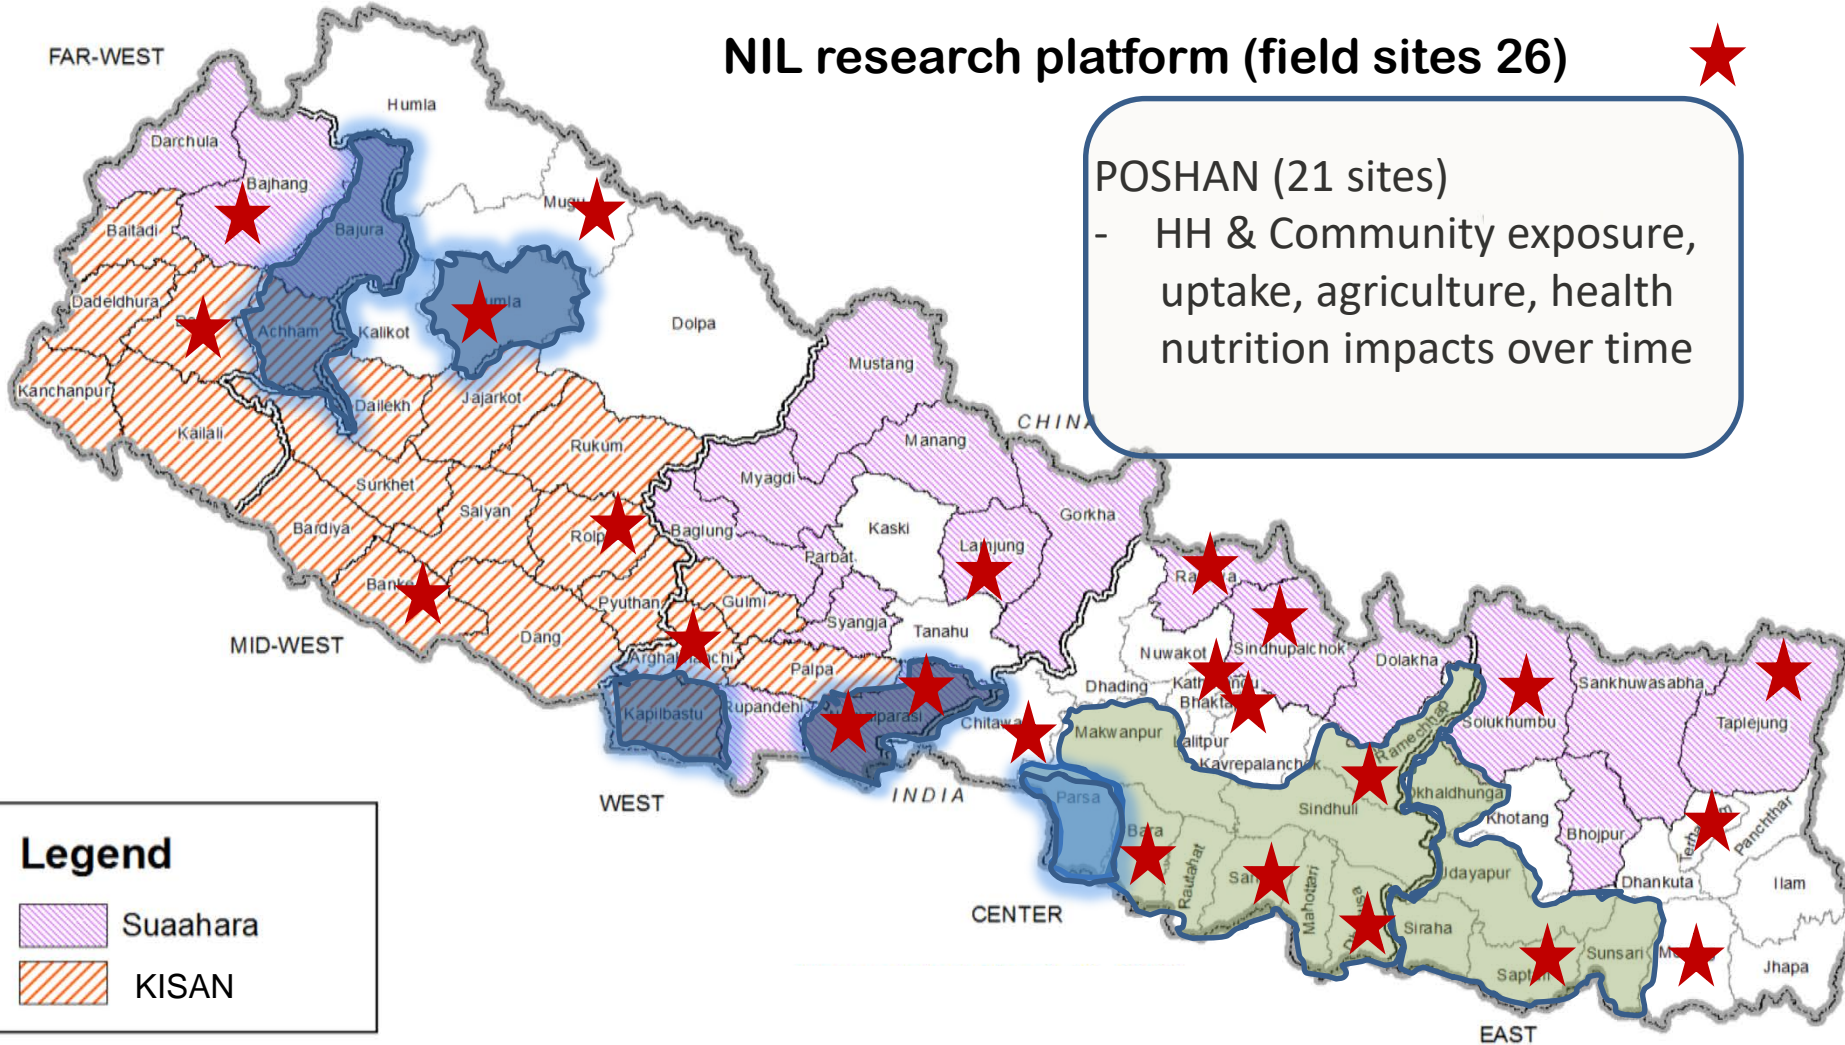 NIL research platform (field sites 26)
FAR-WEST
POSHAN (21 sites)
- HH & Community exposure,
uptake, agriculture, health
nutrition impacts over time
Humla
Darchula
Bajhang
Baitadi
Bajura
Dadeldhura
Achham
Kalikot
Dolpa
Kanchanpur
Kailali
Dailekh
Jajarkot
Rukum
Mustang
Manang
CHINA
Myagdi
Surkhet
Salyan
Bardiya
Baglung
Kaski
Gorkha
Parbat
Lamjung
Pyuthan
Gulmi
Dang
Syangja
Tanahu
MID-WEST
Palpa
Nuwakot
Sindhupalchok
Dolakha
Dhading
Sankhuwasabha
Kapilbastu
Rupandehi
Solukhumbu
Taplejung
Makwanpur
Lalitpur
Ramechhap
Kavrepalanchok
WEST
INDIA
Parsa
Sindhuli
Khotang
Bhojpur
Panchthar
Bara
Rautahat
Mahottari
Udayapur
Dhankuta
Ilam
CENTER
Siraha
Sunsari
Jhapa
EAST
Legend
Suaahara
KISAN